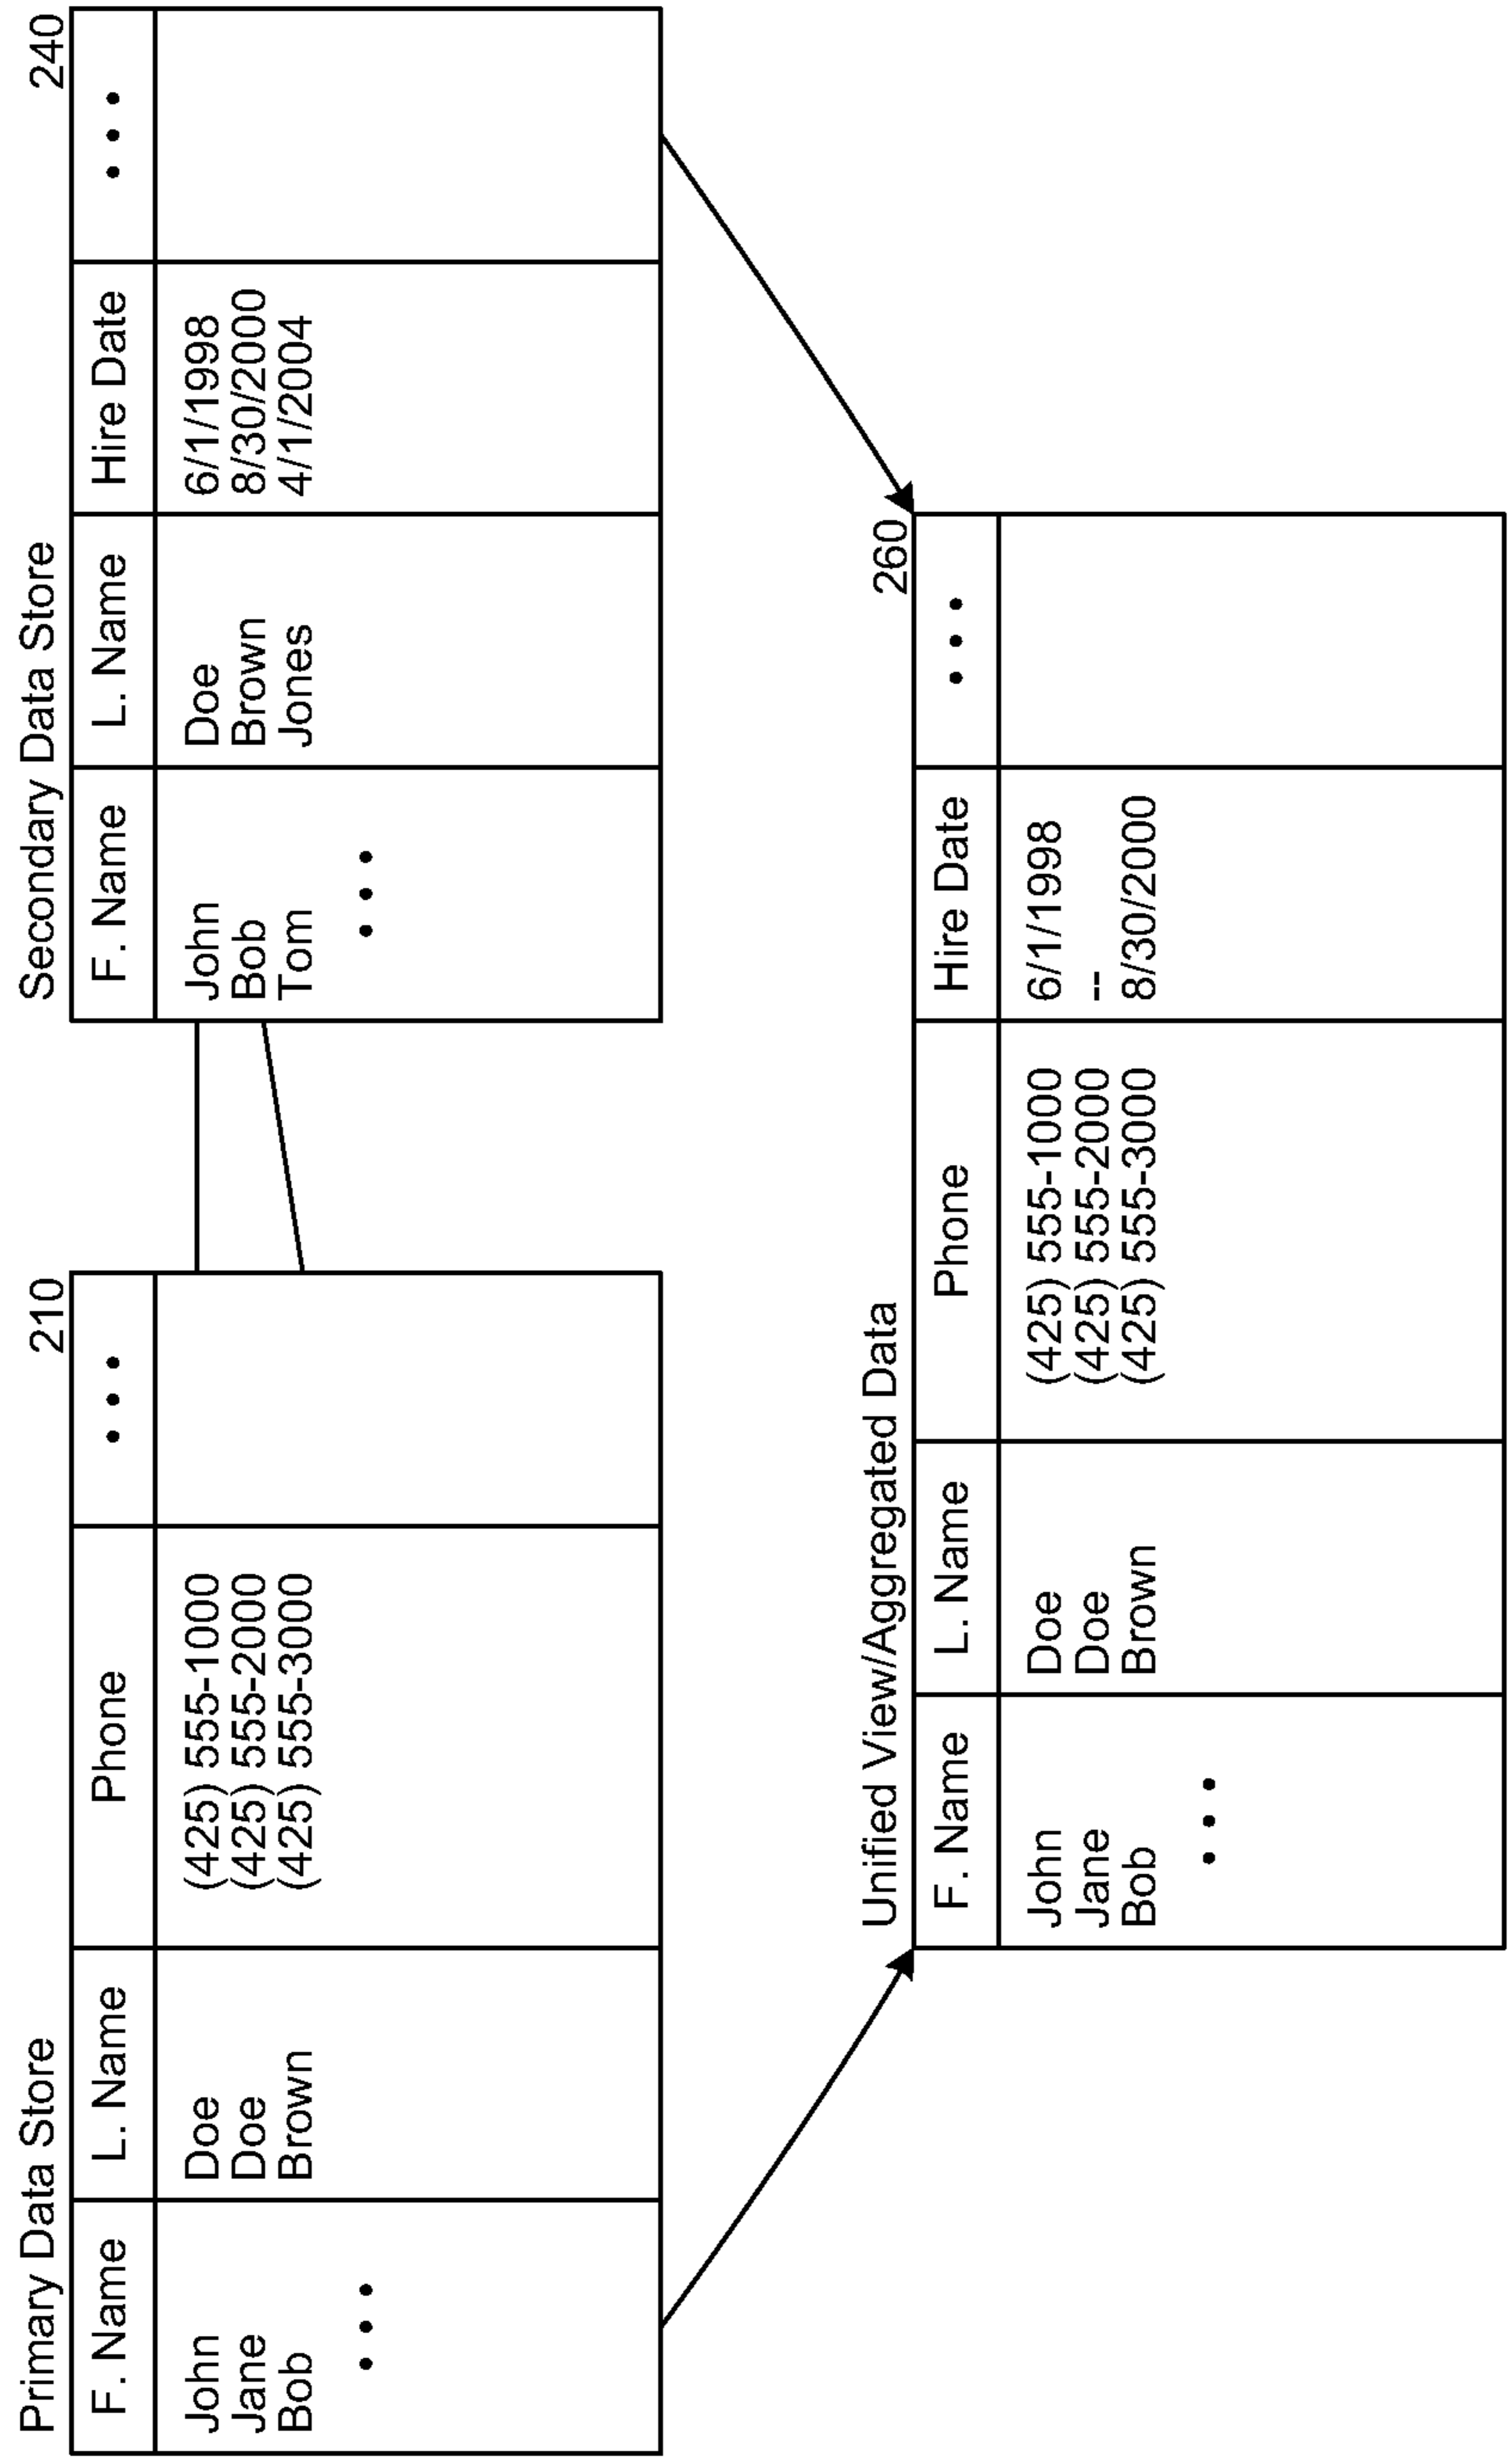 Primary Data Store
210
F. Name L. Name Phone • • •
John Doe (425) 555-1000
Jane Doe (425) 555-2000
Bob Brown (425) 555-3000
• • •
Secondary Data Store
240
F. Name L. Name Hire Date • • •
John Doe 6/1/1998
Bob Brown 8/30/2000
Tom Jones 4/1/2004
• • •
Unified View/Aggregated Data
260
F. Name L. Name Phone Hire Date • • •
John Doe (425) 555-1000 6/1/1998
Jane Doe (425) 555-2000 --
Bob Brown (425) 555-3000 8/30/2000
• • •